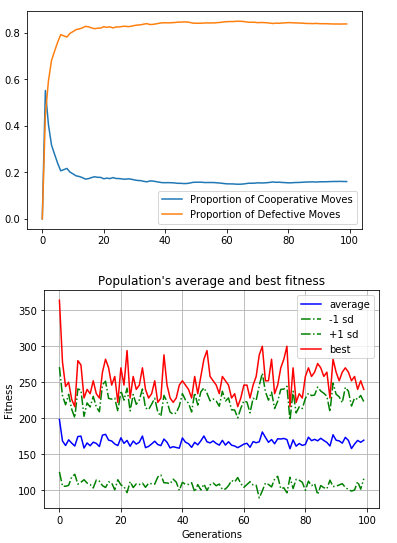 0.8
0.6
0.4
0.2
0.0
Proportion of Cooperative Moves
Proportion of Defective Moves
0 20 40 60 80 100
Population's average and best fitness
350
300
250
200
150
100
Fitness
average
-1 sd
+1 sd
best
0 20 40 60 80 100
Generations